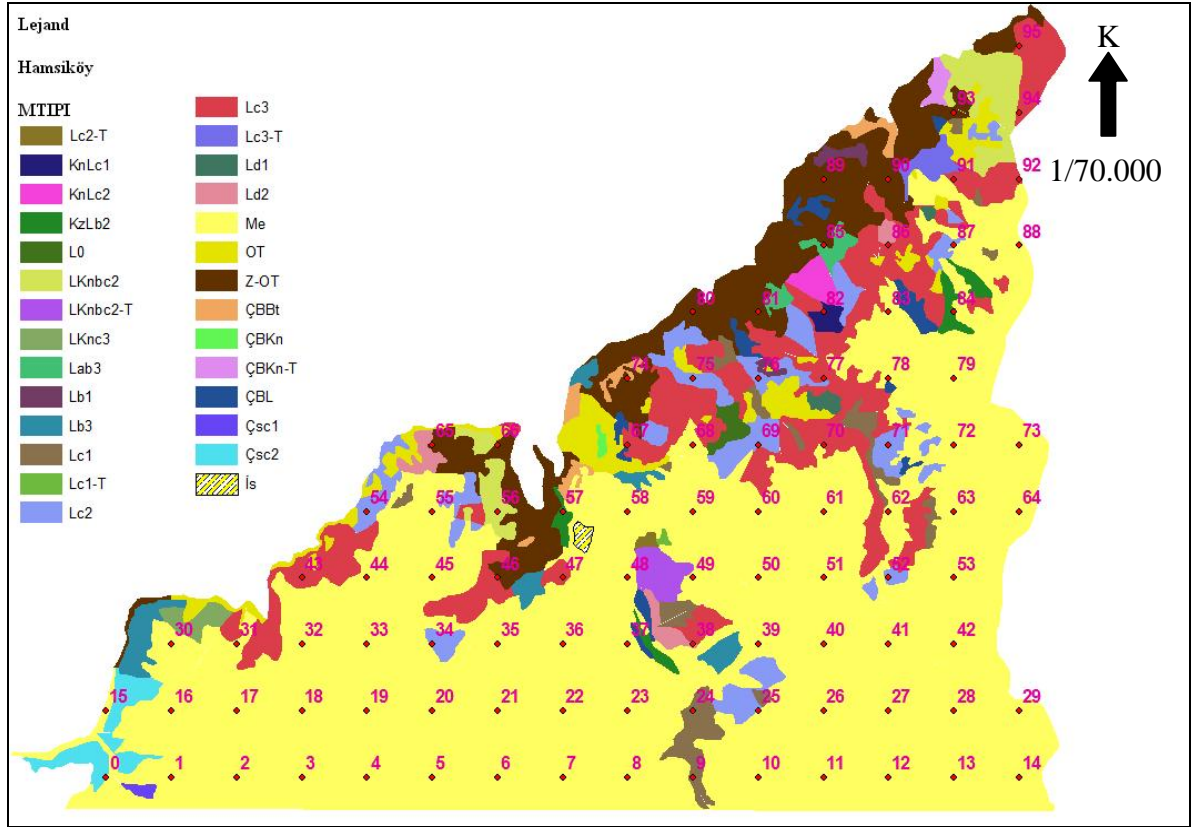 Lejand
Hamsiköy
MTIPI
Lc2-T
KnLc1
KnLc2
KzLb2
L0
LKnbc2
LKnbc2-T
LKnc3
Lab3
Lb1
Lb3
Lc1
Lc1-T
Lc2
Lc3
Lc3-T
Ld1
Ld2
Me
OT
Z-OT
ÇBBt
ÇBKn
ÇBKn-T
ÇBL
Çsc1
Çsc2
İs
K
1/70.000
95
93 94
89 90 91 92
85 86 87 88
80 81 82 83 84
74 75 76 77 78 79
65 66 67 68 69 70 71 72 73
54 55 56 57 58 59 60 61 62 63 64
43 44 45 46 47 48 49 50 51 52 53
30 31 32 33 34 35 36 37 38 39 40 41 42
15 16 17 18 19 20 21 22 23 24 25 26 27 28 29
0 1 2 3 4 5 6 7 8 9 10 11 12 13 14